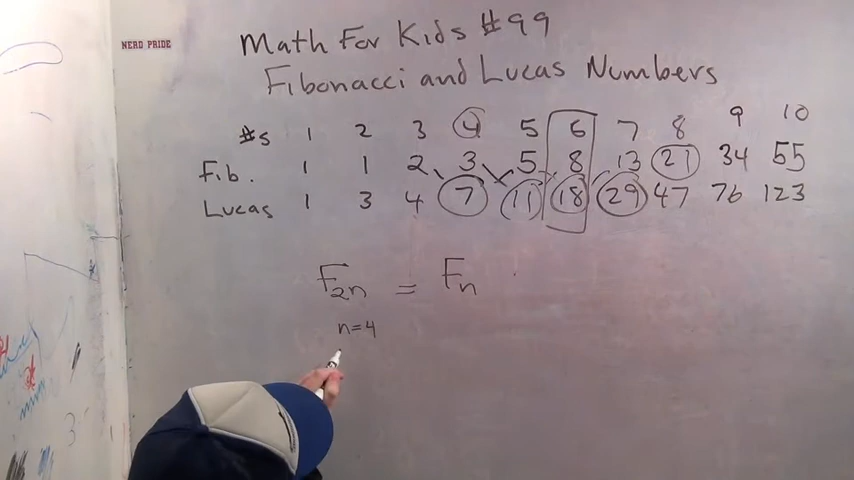 NERD PRIDE
Math For Kids #99
Fibonacci and Lucas Numbers
#s 1 2 3 4 5 6 7 8 9 10
Fib. 1 1 2 3 5 8 13 21 34 55
Lucas 1 3 4 7 11 18 29 47 76 123
F2n = Fn
n=4
3